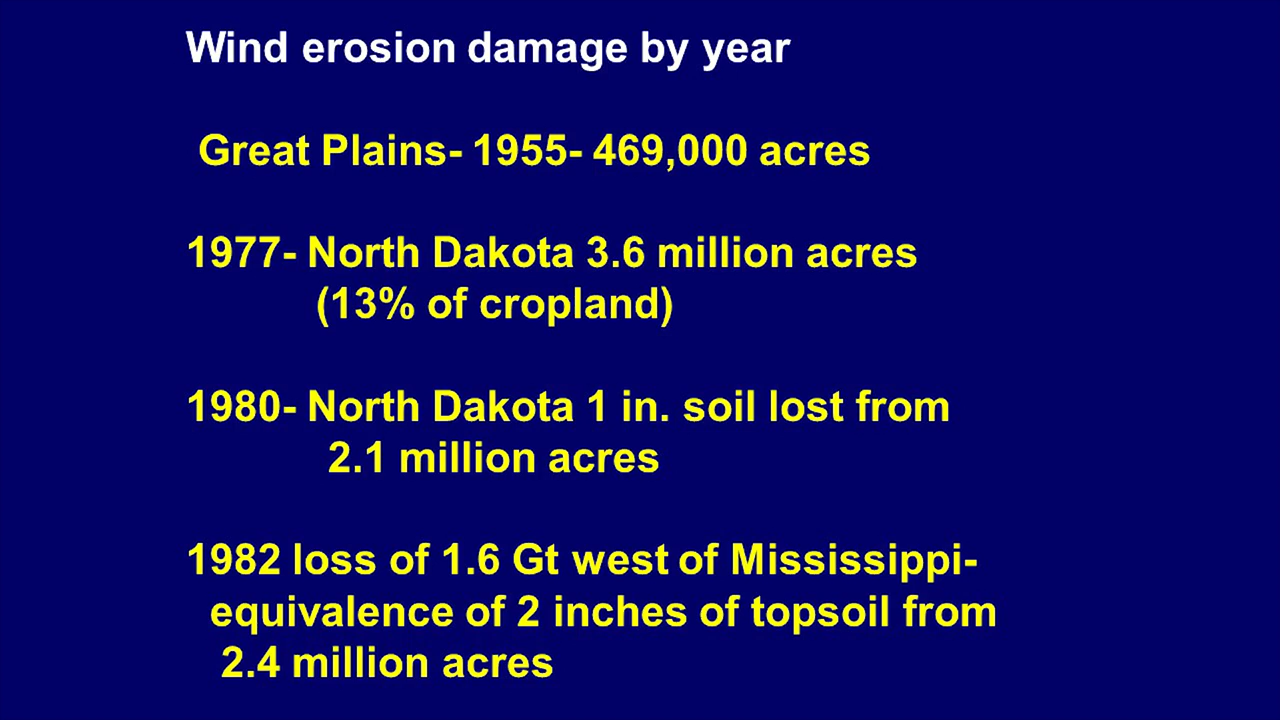 Wind erosion damage by year
Great Plains- 1955- 469,000 acres
1977- North Dakota 3.6 million acres
(13% of cropland)
1980- North Dakota 1 in. soil lost from
2.1 million acres
1982 loss of 1.6 Gt west of Mississippi-
equivalence of 2 inches of topsoil from
2.4 million acres